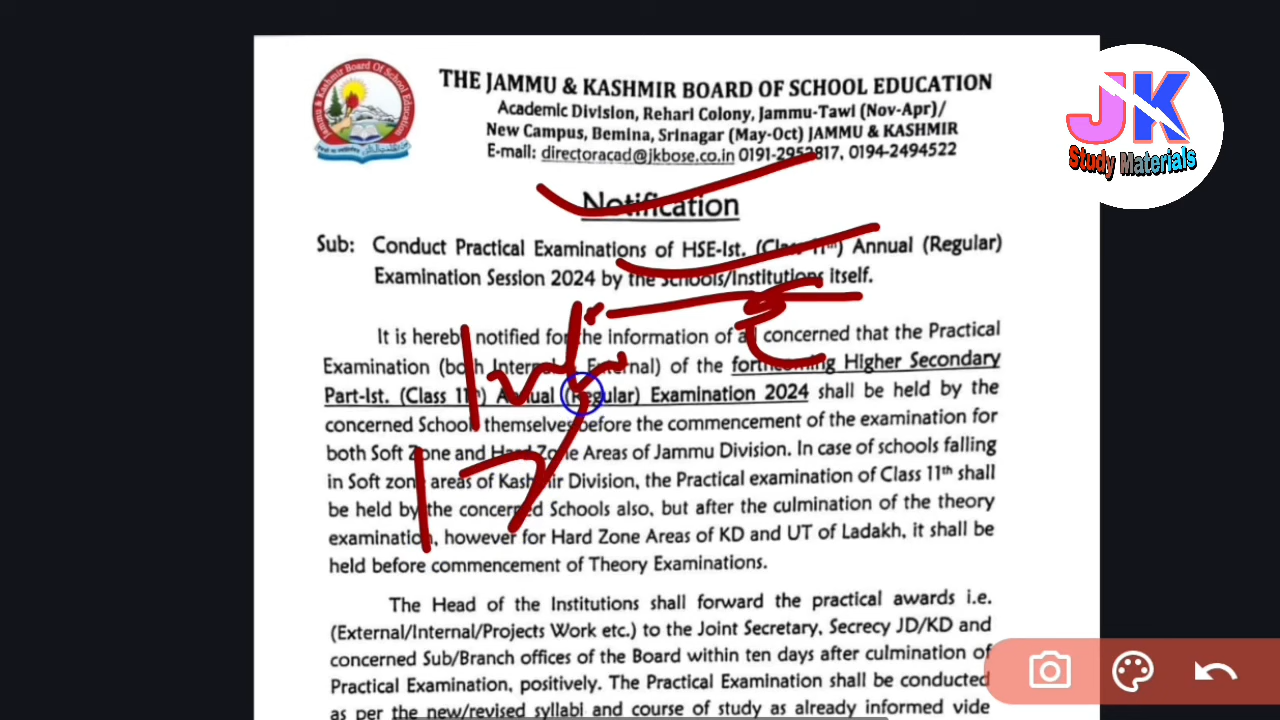 THE JAMMU & KASHMIR BOARD OF SCHOOL EDUCATION
Academic Division, Rehari Colony, Jammu-Tawi (Nov-Apr)/
New Campus, Bemina, Srinagar (May-Oct) JAMMU & KASHMIR
E-mail: directoracad@jkbose.co.in 0191-2952817, 0194-2494522
Jammu & Kashmir Board Of School Education
JK
Study Materials
Notification
Sub: Conduct Practical Examinations of HSE-Ist. (Class 11th) Annual (Regular)
Examination Session 2024 by the Schools/Institutions itself.
It is hereby notified for the information of all concerned that the Practical
Examination (both Internal & External) of the forthcoming Higher Secondary
Part-Ist. (Class 11th) Annual (Regular) Examination 2024 shall be held by the
concerned School themselves before the commencement of the examination for
both Soft Zone and Hard Zone Areas of Jammu Division. In case of schools falling
in Soft zone areas of Kashmir Division, the Practical examination of Class 11th shall
be held by the concerned Schools also, but after the culmination of the theory
examination, however for Hard Zone Areas of KD and UT of Ladakh, it shall be
held before commencement of Theory Examinations.
The Head of the Institutions shall forward the practical awards i.e.
(External/Internal/Projects Work etc.) to the Joint Secretary, Secrecy JD/KD and
concerned Sub/Branch offices of the Board within ten days after culmination of
Practical Examination, positively. The Practical Examination shall be conducted
as per the new/revised syllabi and course of study as already informed vide